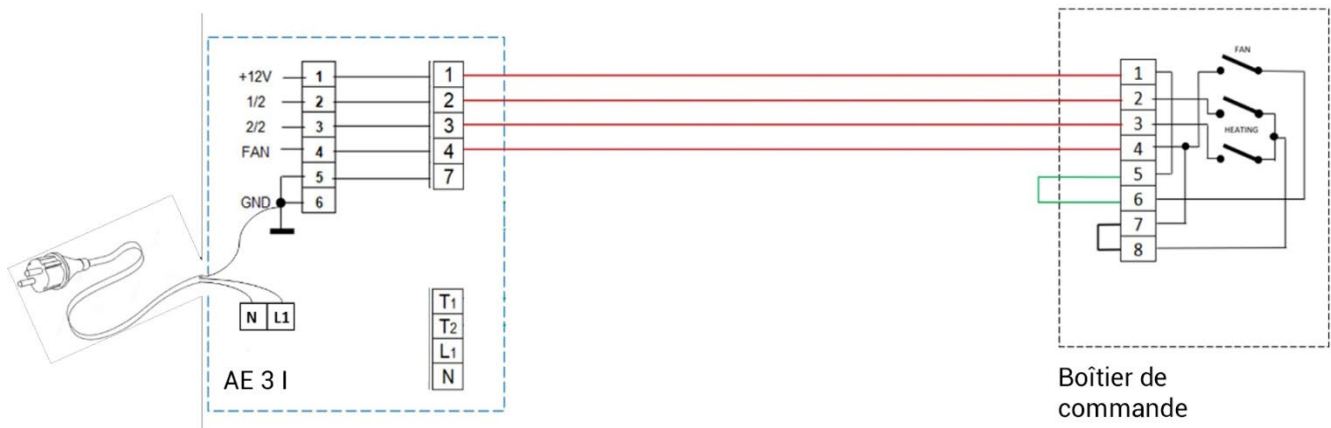 +12V 1 1
1/2 2 2
2/2 3 3
FAN 4 4
5 7
GND 6
N L1
T1
T2
L1
N
AE 3 I
FAN
HEATING
1
2
3
4
5
6
7
8
Boîtier de
commande